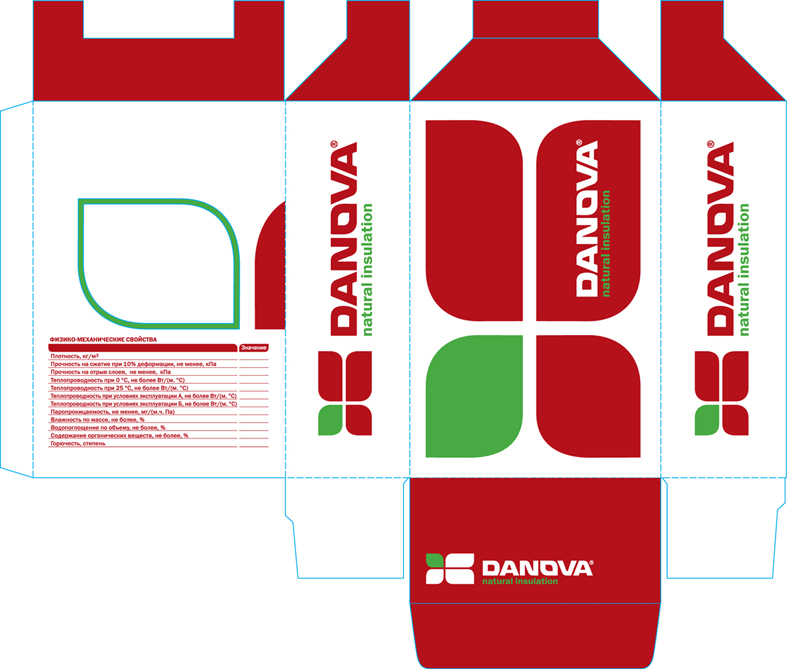 ФИЗИКО-МЕХАНИЧЕСКИЕ СВОЙСТВА
Значение
Плотность, кг/м³
Прочность на сжатие при 10% деформации, не менее, кПа
Прочность на отрыв слоев, не менее, кПа
Теплопроводность при 0 °С, не более Вт/(м. °С)
Теплопроводность при 25 °С, не более Вт/(м. °С)
Теплопроводность при условиях эксплуатации А, не более Вт/(м. °С)
Теплопроводность при условиях эксплуатации Б, не более Вт/(м. °С)
Паропроницаемость, не менее, мг/(м.ч. Па)
Влажность по массе, не более, %
Водопоглощение по объему, не более, %
Содержание органических веществ, не более, %
Горючесть, степень
DANOVA®
natural insulation
DANOVA®
natural insulation
DANOVA®
natural insulation
DANOVA®
natural insulation